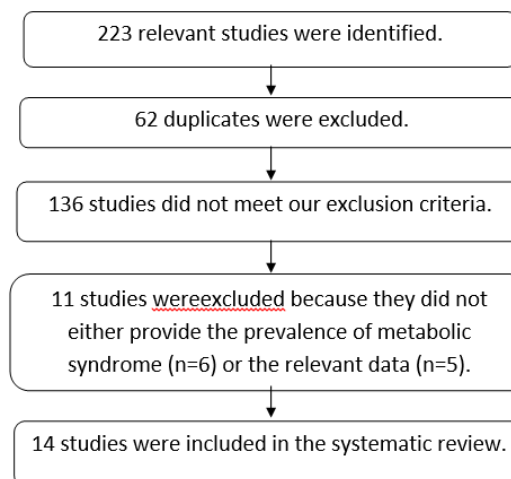 223 relevant studies were identified.
62 duplicates were excluded.
136 studies did not meet our exclusion criteria.
11 studies wereexcluded because they did not
either provide the prevalence of metabolic
syndrome (n=6) or the relevant data (n=5).
14 studies were included in the systematic review.